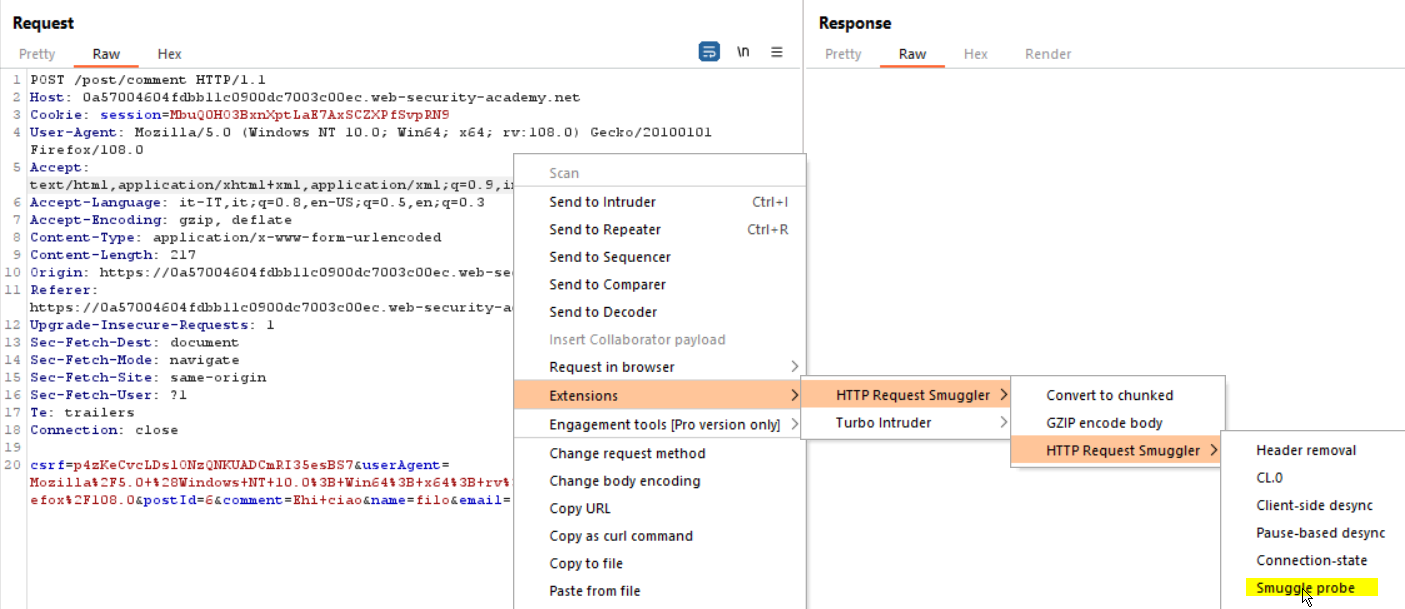 Request
Pretty
Raw
Hex
\n
1 POST /post/comment HTTP/1.1
2 Host: 0a57004604fdbb11c0900dc7003c00ec.web-security-academy.net
3 Cookie: session=MbuQ0H03BxnXptLaE7AxSCZXPfSvpRN9
4 User-Agent: Mozilla/5.0 (Windows NT 10.0; Win64; x64; rv:108.0) Gecko/20100101
Firefox/108.0
5 Accept:
text/html,application/xhtml+xml,application/xml;q=0.9,i
6 Accept-Language: it-IT,it;q=0.8,en-US;q=0.5,en;q=0.3
7 Accept-Encoding: gzip, deflate
8 Content-Type: application/x-www-form-urlencoded
9 Content-Length: 217
10 Origin: https://0a57004604fdbb11c0900dc7003c00ec.web-se
11 Referer:
https://0a57004604fdbb11c0900dc7003c00ec.web-security-a
12 Upgrade-Insecure-Requests: 1
13 Sec-Fetch-Dest: document
14 Sec-Fetch-Mode: navigate
15 Sec-Fetch-Site: same-origin
16 Sec-Fetch-User: ?1
17 Te: trailers
18 Connection: close
19
20 csrf=p4zKeCvcLDs10NzQNKUADCmRI35esBS7&userAgent=
Mozilla%2F5.0+%28Windows+NT+10.0%3B+Win64%3B+x64%3B+rv%
efox%2F108.0&postId=6&comment=Ehi+ciao&name=filo&email=
Response
Pretty
Raw
Hex
Render
Scan
Send to Intruder Ctrl+I
Send to Repeater Ctrl+R
Send to Sequencer
Send to Comparer
Send to Decoder
Insert Collaborator payload
Request in browser
Extensions
Engagement tools [Pro version only]
Change request method
Change body encoding
Copy URL
Copy as curl command
Copy to file
Paste from file
HTTP Request Smuggler
Turbo Intruder
Convert to chunked
GZIP encode body
HTTP Request Smuggler
Header removal
CL.0
Client-side desync
Pause-based desync
Connection-state
Smuggle probe